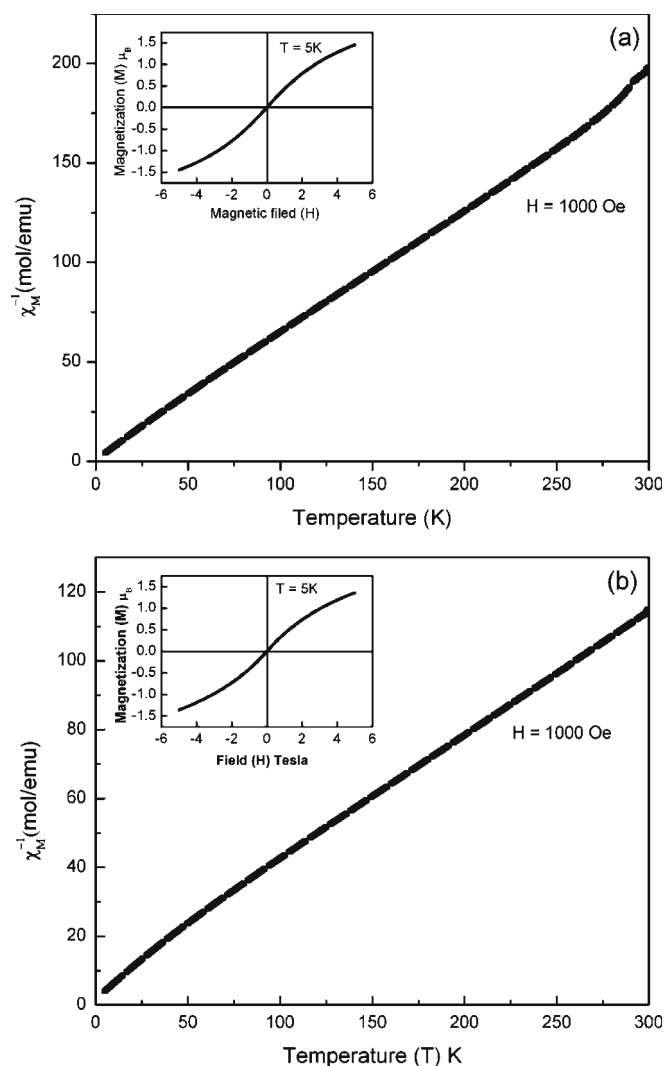 (a)
T = 5K
Magnetization (M) μB
1.5
1.0
0.5
0.0
-0.5
-1.0
-1.5
-6 -4 -2 0 2 4 6
Magnetic filed (H)
H = 1000 Oe
χM−1(mol/emu)
200
150
100
50
0
0 50 100 150 200 250 300
Temperature (K)
(b)
T = 5K
Magnetization (M) μB
1.5
1.0
0.5
0.0
-0.5
-1.0
-1.5
-6 -4 -2 0 2 4 6
Field (H) Tesla
H = 1000 Oe
χM−1(mol/emu)
120
100
80
60
40
20
0
0 50 100 150 200 250 300
Temperature (T) K